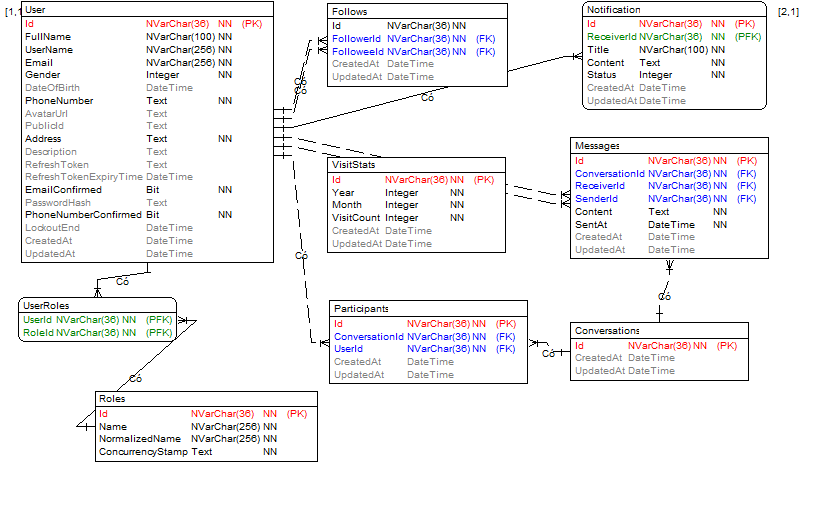 [1,1
User
Id NVarChar(36) NN (PK)
FullName NVarChar(100) NN
UserName NVarChar(256) NN
Email NVarChar(256) NN
Gender Integer NN
DateOfBirth DateTime
PhoneNumber Text NN
AvatarUrl Text
PublicId Text
Address Text NN
Description Text
RefreshToken Text
RefreshTokenExpiryTime DateTime
EmailConfirmed Bit NN
PasswordHash Text
PhoneNumberConfirmed Bit NN
LockoutEnd DateTime
CreatedAt DateTime
UpdatedAt DateTime
Follows
Id NVarChar(36) NN
FollowerId NVarChar(36) NN (FK)
FolloweeId NVarChar(36) NN (FK)
CreatedAt DateTime
UpdatedAt DateTime
Có
Có
Có
Notification
Id NVarChar(36) NN (PK)
ReceiverId NVarChar(36) NN (PFK)
Title NVarChar(100) NN
Content Text NN
Status Integer NN
CreatedAt DateTime
UpdatedAt DateTime
[2,1]
VisitStats
Id NVarChar(36) NN (PK)
Year Integer NN
Month Integer NN
VisitCount Integer NN
CreatedAt DateTime
UpdatedAt DateTime
Messages
Id NVarChar(36) NN (PK)
ConversationId NVarChar(36) NN (FK)
ReceiverId NVarChar(36) NN (FK)
SenderId NVarChar(36) NN (FK)
Content Text NN
SentAt DateTime NN
CreatedAt DateTime
UpdatedAt DateTime
Có
Có
Có
UserRoles
UserId NVarChar(36) NN (PFK)
RoleId NVarChar(36) NN (PFK)
Participants
Id NVarChar(36) NN (PK)
ConversationId NVarChar(36) NN (FK)
UserId NVarChar(36) NN (FK)
CreatedAt DateTime
UpdatedAt DateTime
Có
Conversations
Id NVarChar(36) NN (PK)
CreatedAt DateTime
UpdatedAt DateTime
Có
Roles
Id NVarChar(36) NN (PK)
Name NVarChar(256) NN
NormalizedName NVarChar(256) NN
ConcurrencyStamp Text NN